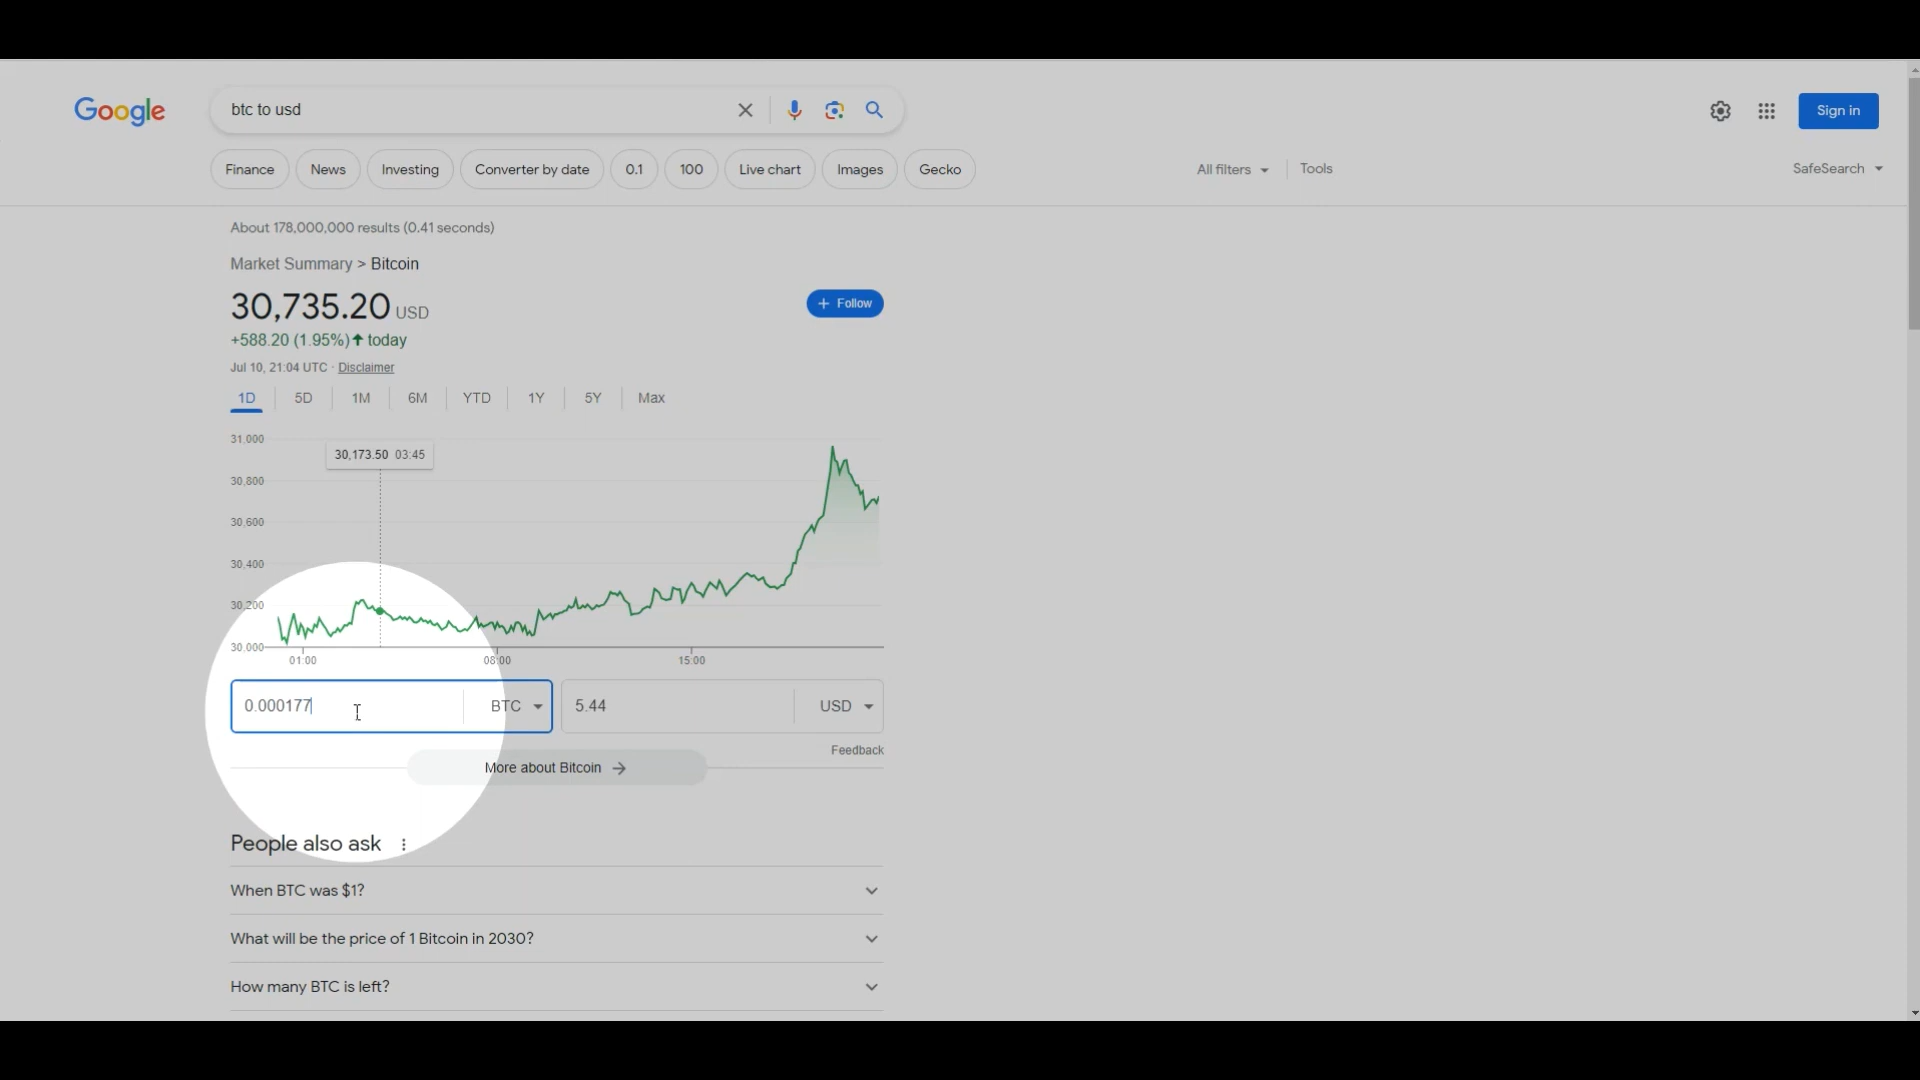 Google
btc to usd
Sign in
Finance News Investing Converter by date 0.1 100 Live chart Images Gecko All filters Tools SafeSearch
About 178,000,000 results (0.41 seconds)
Market Summary > Bitcoin
30,735.20 USD
+ Follow
+588.20 (1.95%) today
Jul 10, 21:04 UTC · Disclaimer
1D 5D 1M 6M YTD 1Y 5Y Max
31,000
30,173.50 03:45
30,800
30,600
30,400
30,200
30,000
01:00 08:00 15:00
0.000177 BTC 5.44 USD
Feedback
More about Bitcoin
People also ask
When BTC was $1?
What will be the price of 1 Bitcoin in 2030?
How many BTC is left?